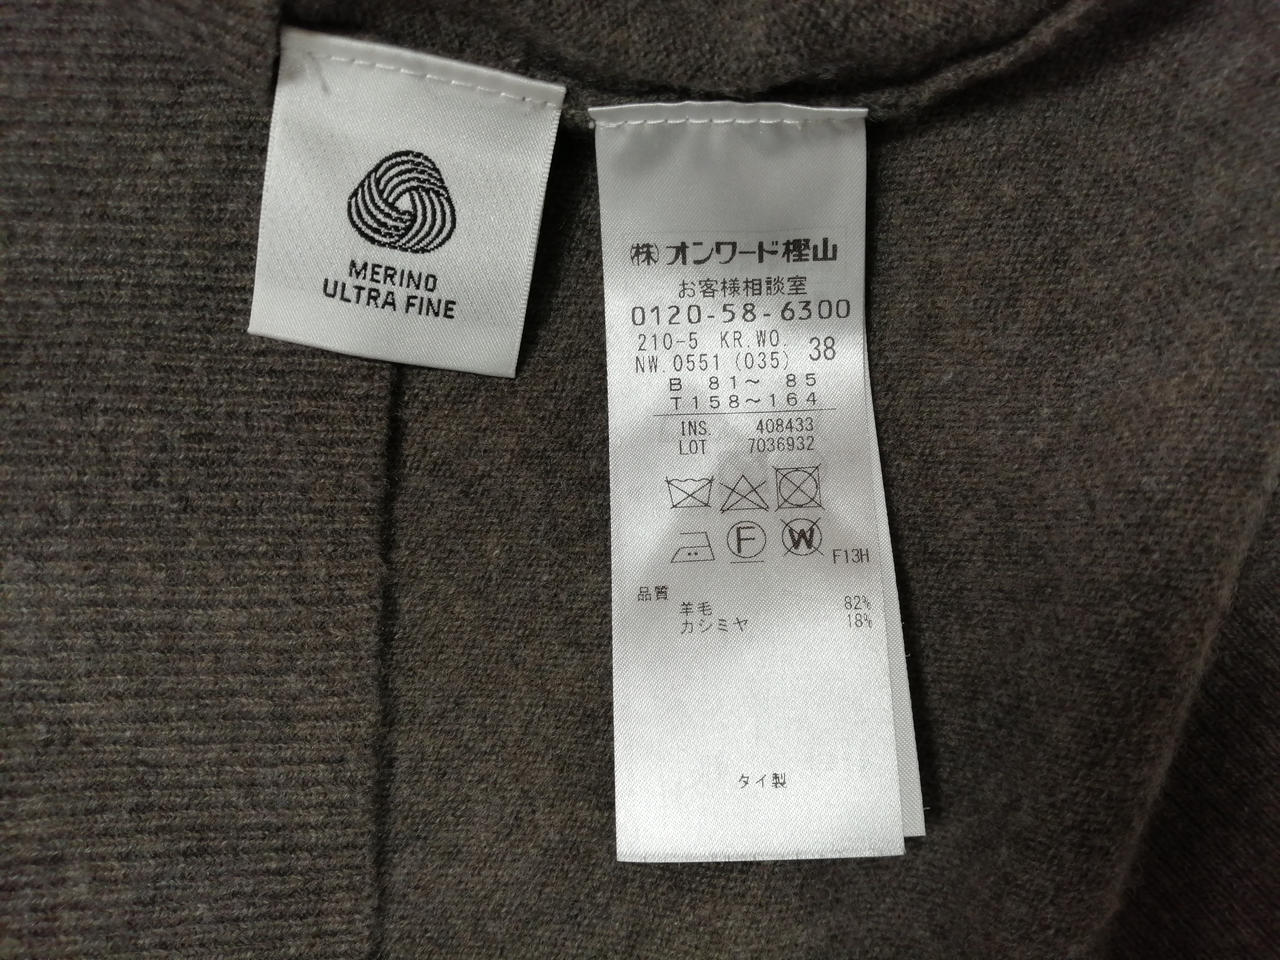 MERINO
ULTRA FINE
㈱オンワード樫山
お客様相談室
0120-58-6300
210-5 KR.WO. 38
NW.0551 (035)
B 81～ 85
T158～164
INS. 408433
LOT 7036932
F W F13H
品質
羊毛 82%
カシミヤ 18%
タイ製